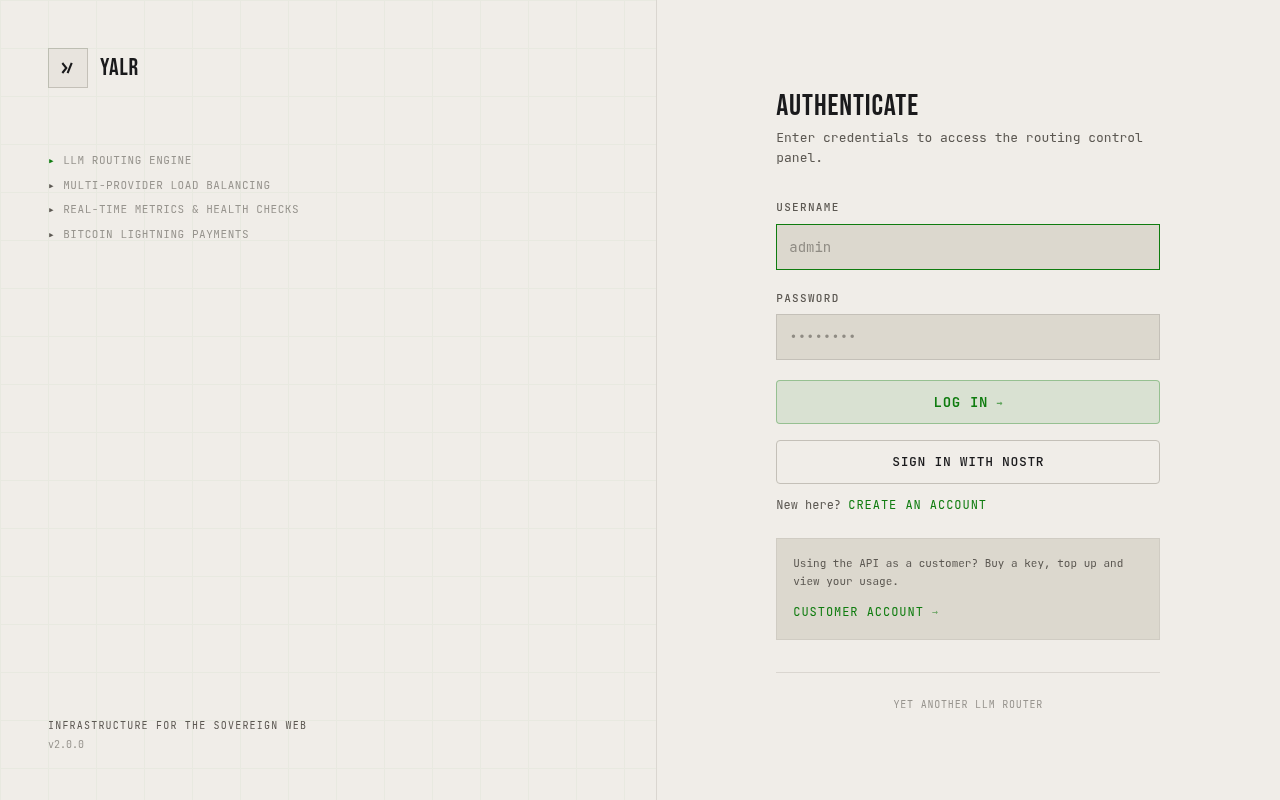 YALR
▸ LLM ROUTING ENGINE
▸ MULTI-PROVIDER LOAD BALANCING
▸ REAL-TIME METRICS & HEALTH CHECKS
▸ BITCOIN LIGHTNING PAYMENTS
INFRASTRUCTURE FOR THE SOVEREIGN WEB
v2.0.0
AUTHENTICATE
Enter credentials to access the routing control
panel.
USERNAME
admin
PASSWORD
••••••••
LOG IN →
SIGN IN WITH NOSTR
New here? CREATE AN ACCOUNT
Using the API as a customer? Buy a key, top up and
view your usage.
CUSTOMER ACCOUNT →
YET ANOTHER LLM ROUTER